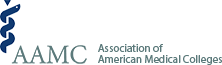 AAMC
Association of
American Medical Colleges